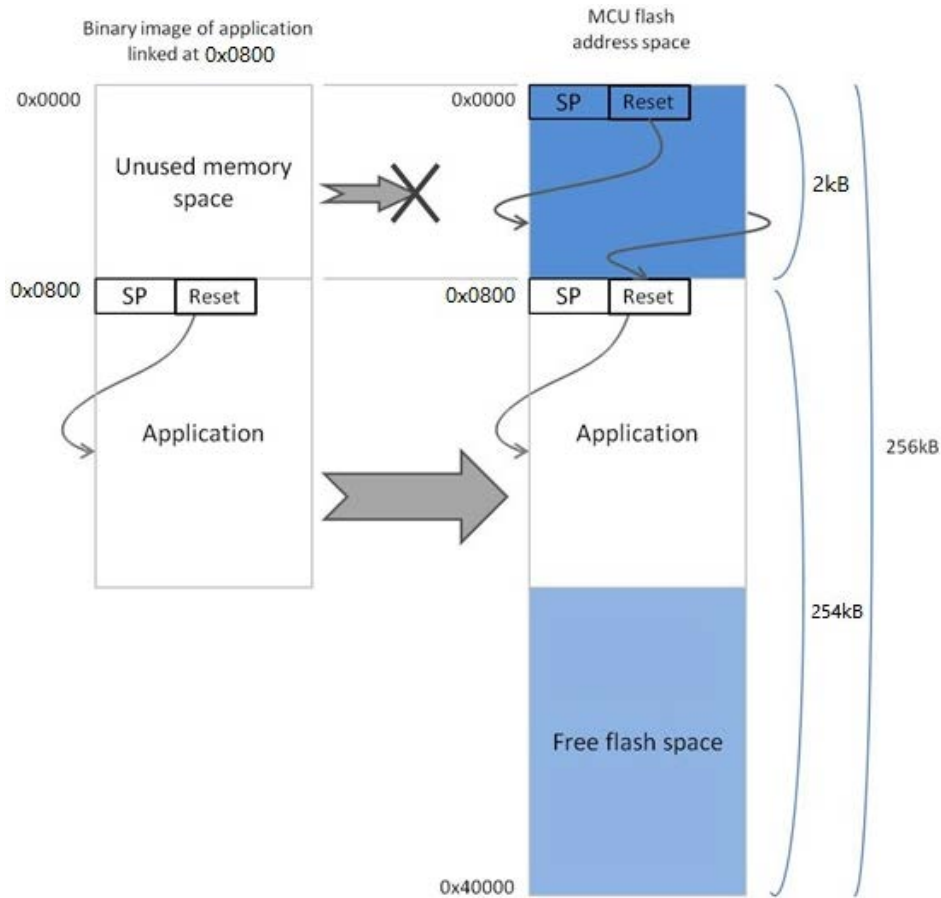 Binary image of application
linked at 0x0800
MCU flash
address space
0x0000
0x0000
SP
Reset
Unused memory
space
2kB
0x0800
SP
Reset
0x0800
SP
Reset
Application
Application
256kB
254kB
Free flash space
0x40000